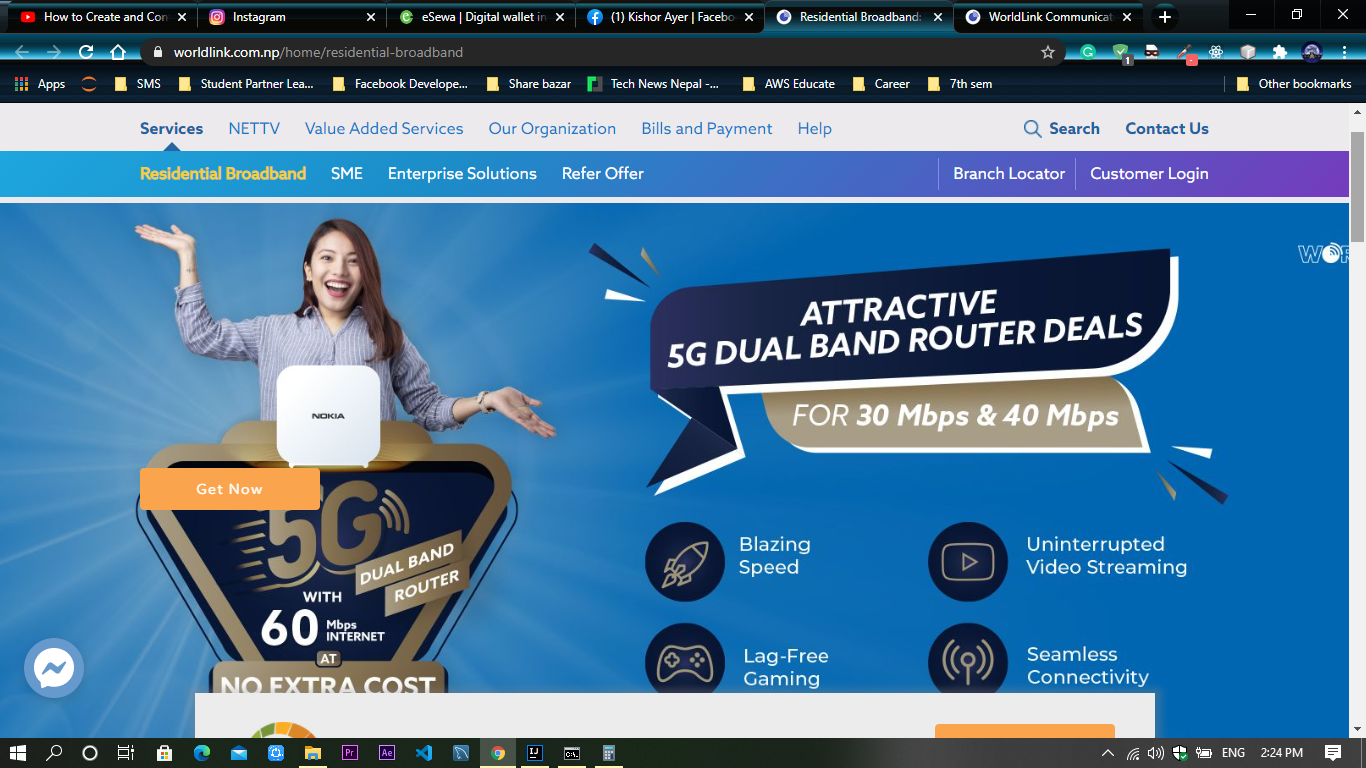 How to Create and Con
Instagram
eSewa | Digital wallet in
(1) Kishor Ayer | Facebo
Residential Broadband:
WorldLink Communicat
worldlink.com.np/home/residential-broadband
1
Apps
SMS
Student Partner Lea...
Facebook Develope...
Share bazar
Tech News Nepal -...
AWS Educate
Career
7th sem
Other bookmarks
Services
NETTV
Value Added Services
Our Organization
Bills and Payment
Help
Search
Contact Us
Residential Broadband
SME
Enterprise Solutions
Refer Offer
Branch Locator
Customer Login
WOR
ATTRACTIVE
5G DUAL BAND ROUTER DEALS
FOR 30 Mbps & 40 Mbps
NOKIA
Get Now
5G
DUAL BAND
ROUTER
WITH
60 Mbps
INTERNET
AT
NO EXTRA COST
Blazing
Speed
Uninterrupted
Video Streaming
Lag-Free
Gaming
Seamless
Connectivity
Pr
Ae
IJ
C:\.
ENG
2:24 PM